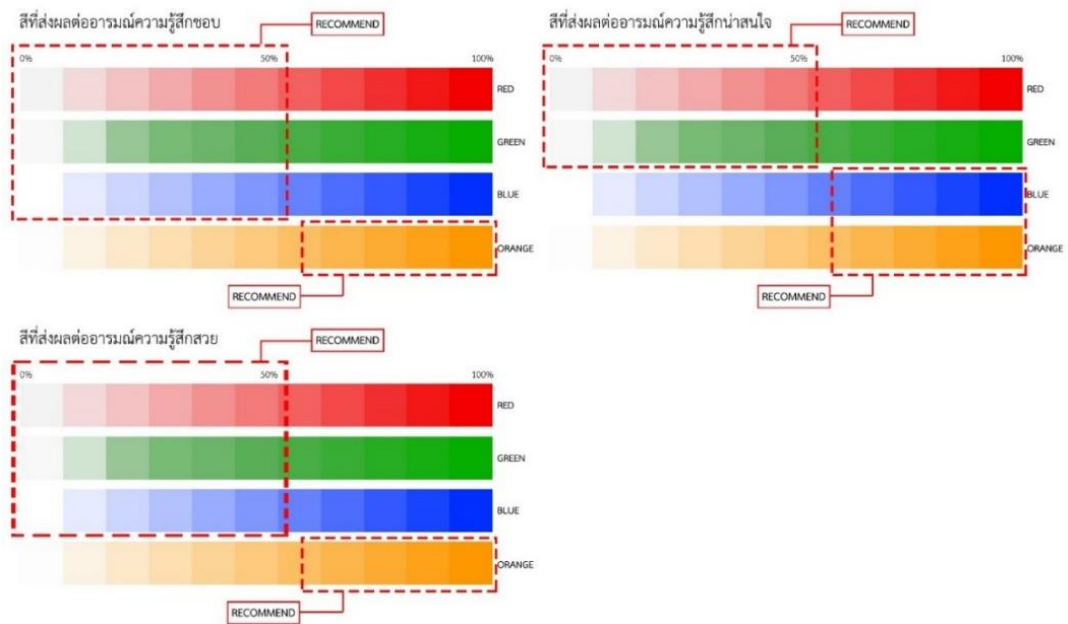 สีที่ส่งผลต่ออารมณ์ความรู้สึกชอบ
RECOMMEND
0%
50%
100%
RED
GREEN
BLUE
ORANGE
RECOMMEND
สีที่ส่งผลต่ออารมณ์ความรู้สึกน่าสนใจ
RECOMMEND
0%
50%
100%
RED
GREEN
BLUE
ORANGE
RECOMMEND
สีที่ส่งผลต่ออารมณ์ความรู้สึกสวย
RECOMMEND
0%
50%
100%
RED
GREEN
BLUE
ORANGE
RECOMMEND